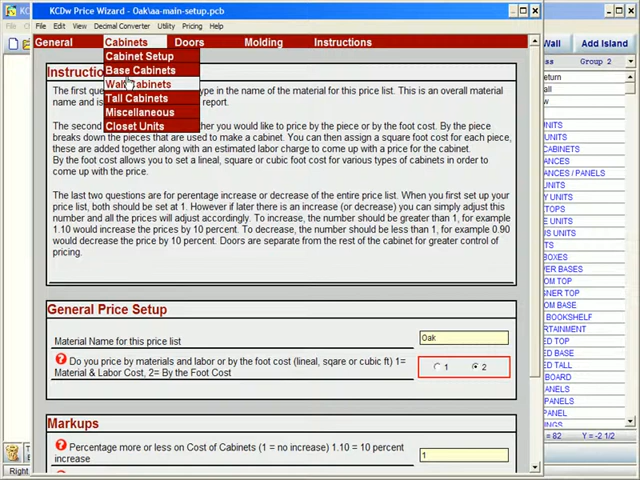 KCDw Price Wizard - Oak\aa-main-setup.pcb
File Edit View Decimal Converter Utility Pricing Help
General Cabinets Doors Molding Instructions
Cabinet Setup
Base Cabinets
Wall Cabinets
Tall Cabinets
Miscellaneous
Closet Units
Instructio
The first que
type in the name of the material for this price list. This is an overall material
name and is
report.
The second
ther you would like to price by the piece or by the foot cost. By the piece
breaks down the pieces that are used to make a cabinet. You can then assign a square foot cost for each piece,
these are added together along with an estimated labor charge to come up with a price for the cabinet.
By the foot cost allows you to set a lineal, square or cubic foot cost for various types of cabinets in order to
come up with the price.
The last two questions are for perentage increase or decrease of the entire price list. When you first set up your
price list, both should be set at 1. However if later there is an increase (or decrease) you can simply adjust this
number and all the prices will adjust accordingly. To increase, the number should be greater than 1, for example
1.10 would increase the prices by 10 percent. To decrease, the number should be less than 1, for example 0.90
would decrease the price by 10 percent. Doors are separate from the rest of the cabinet for greater control of
pricing.
General Price Setup
Material Name for this price list
Oak
Do you price by materials and labor or by the foot cost (lineal, sqare or cubic ft) 1=
Material & Labor Cost, 2= By the Foot Cost
1 2
Markups
Percentage more or less on Cost of Cabinets (1 = no increase) 1.10 = 10 percent
increase
1
KC
File
Right
Wall Add Island
es Group 2
eturn
all
ABINETS
ANCES
ANCES / PANELS
E UNITS
Y UNITS
TOPS
UNITS
US UNITS
BOXES
ER BASES
NER TOP
ERTAINMENT
ED TOP
ED BASE
ED TALL
PANELS
= 82 Y = -2 1/2